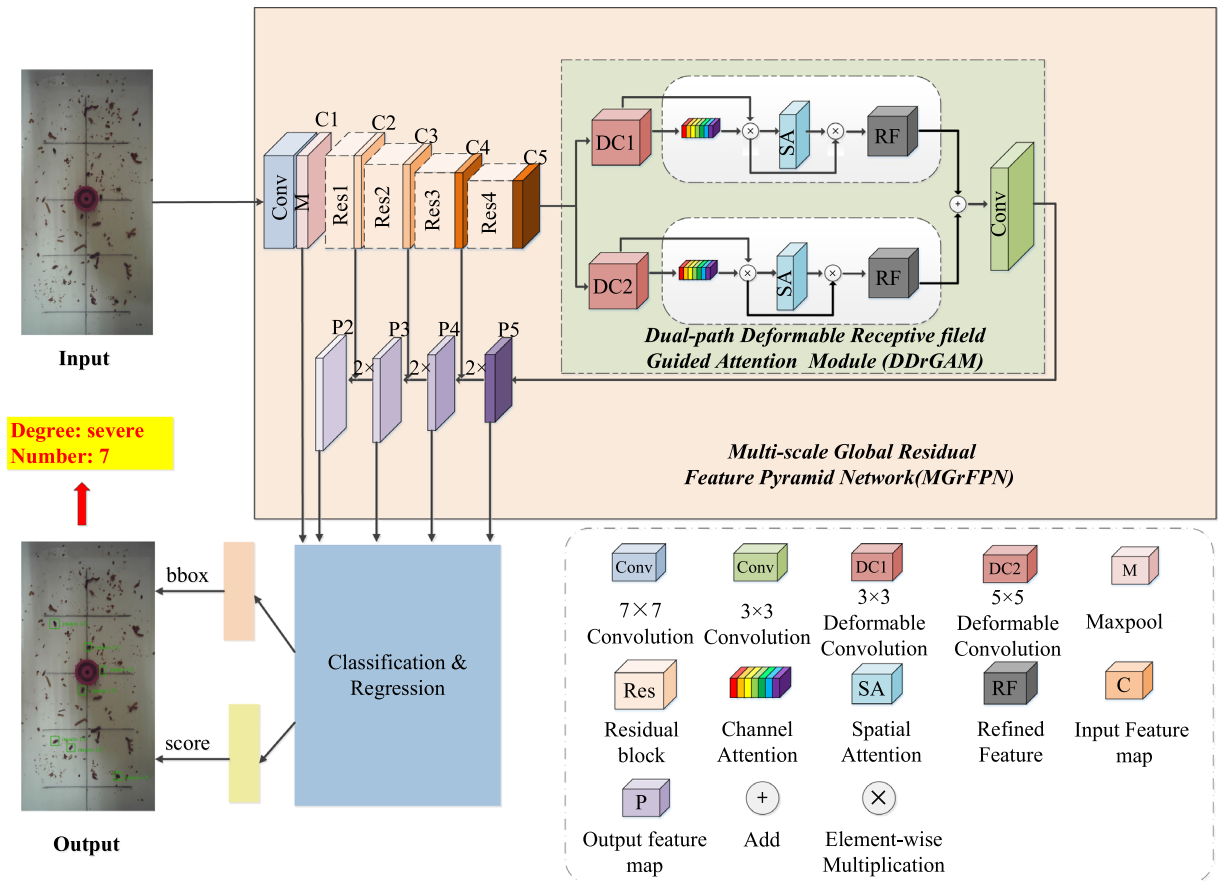 Input
Conv
M
C1
Res1
C2
Res2
C3
Res3
C4
Res4
C5
DC1
×
SA
×
RF
DC2
×
SA
×
RF
+
Conv
Dual-path Deformable Receptive fileld
Guided Attention Module (DDrGAM)
P2
2×
P3
2×
P4
2×
P5
Multi-scale Global Residual
Feature Pyramid Network(MGrFPN)
Degree: severe
Number: 7
bbox
score
Classification &
Regression
Output
Conv
7×7
Convolution
Conv
3×3
Convolution
DC1
3×3
Deformable
Convolution
DC2
5×5
Deformable
Convolution
M
Maxpool
Res
Residual
block
Channel
Attention
SA
Spatial
Attention
RF
Refined
Feature
C
Input Feature
map
P
Output feature
map
+
Add
×
Element-wise
Multiplication